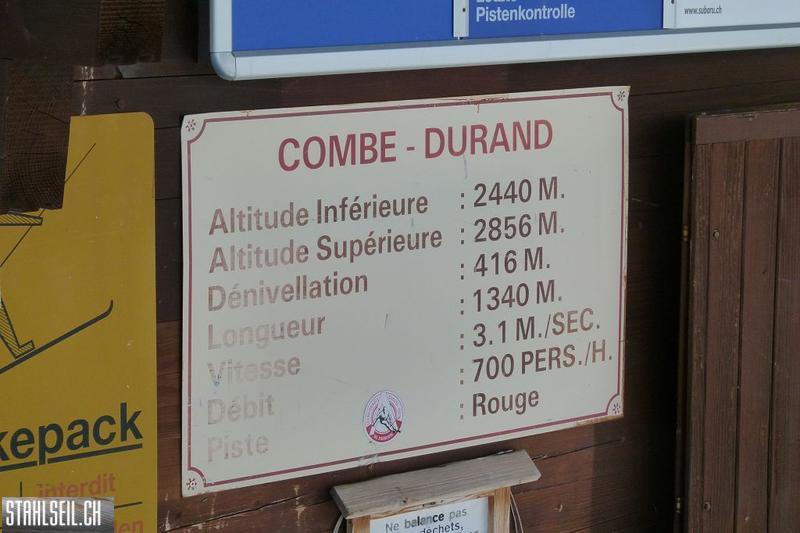 Pistenkontrolle
www.subaru.ch
COMBE - DURAND
Altitude Inférieure : 2440 M.
Altitude Supérieure : 2856 M.
Dénivellation : 416 M.
Longueur : 1340 M.
Vitesse : 3.1 M./SEC.
Débit : 700 PERS./H.
Piste : Rouge
kepack
interdit
STAHLSEIL.CH
Ne balance pas
déchets,